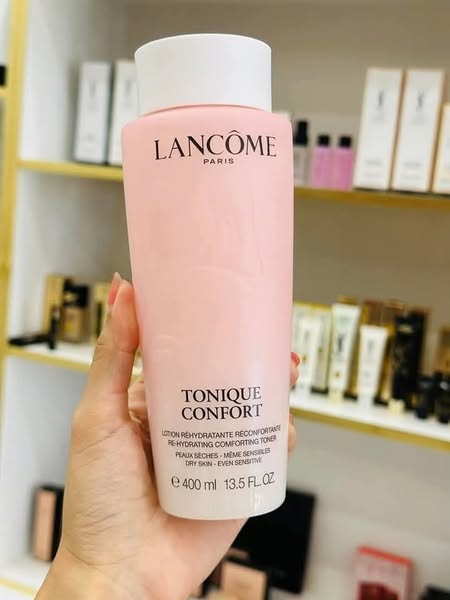 LANCÔME
PARIS
TONIQUE
CONFORT
LOTION RÉHYDRATANTE RÉCONFORTANTE
RE-HYDRATING COMFORTING TONER
PEAUX SÈCHES - MÊME SENSIBLES
DRY SKIN - EVEN SENSITIVE
℮ 400 ml 13.5 FL. OZ.